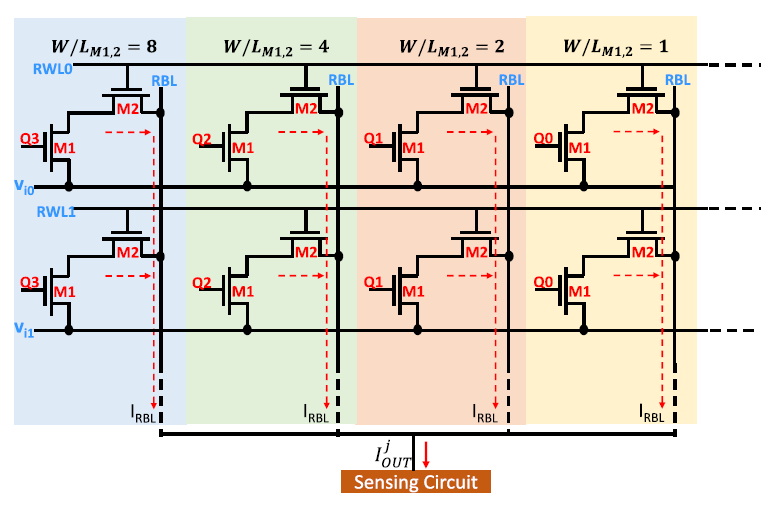 W/L_{M1,2} = 8 W/L_{M1,2} = 4 W/L_{M1,2} = 2 W/L_{M1,2} = 1
RWL0 RBL RBL RBL RBL
M2 M2 M2 M2
Q3 M1 Q2 M1 Q1 M1 Q0 M1
v_{i0}
RWL1
M2 M2 M2 M2
Q3 M1 Q2 M1 Q1 M1 Q0 M1
v_{i1}
I_{RBL} I_{RBL} I_{RBL} I_{RBL}
I_{OUT}^{j}
Sensing Circuit